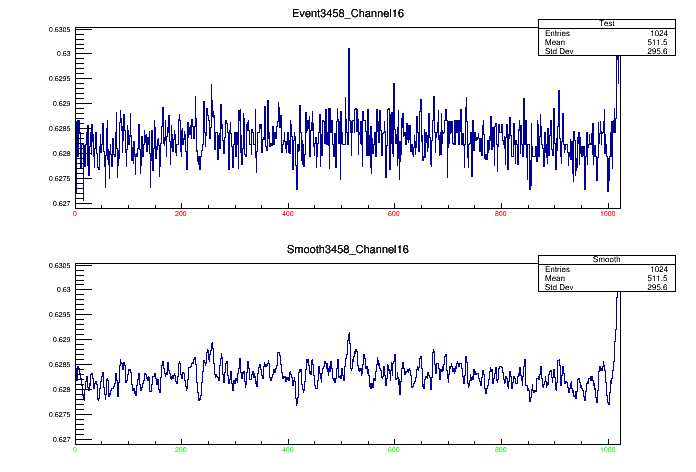 Event3458_Channel16
Test
Entries 1024
Mean 511.5
Std Dev 295.6
0.6305
0.63
0.6295
0.629
0.6285
0.628
0.6275
0.627
0 200 400 600 800 1000
Smooth3458_Channel16
Smooth
Entries 1024
Mean 511.5
Std Dev 295.6
0.6305
0.63
0.6295
0.629
0.6285
0.628
0.6275
0.627
0 200 400 600 800 1000